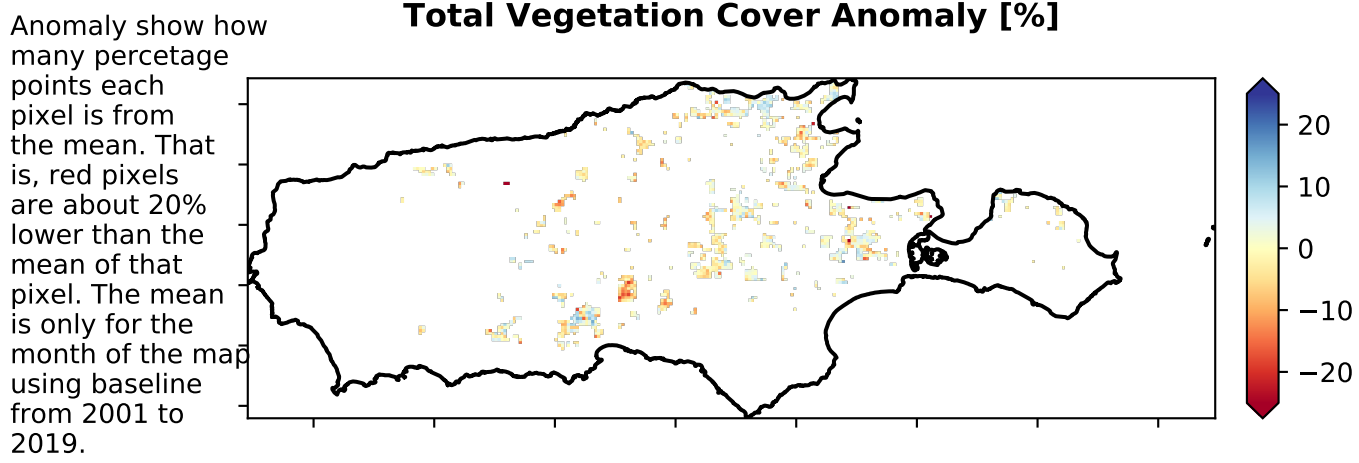 Total Vegetation Cover Anomaly [%]
Anomaly show how
many percetage
points each
pixel is from
the mean. That
is, red pixels
are about 20%
lower than the
mean of that
pixel. The mean
is only for the
month of the map
using baseline
from 2001 to
2019.
20
10
0
−10
−20